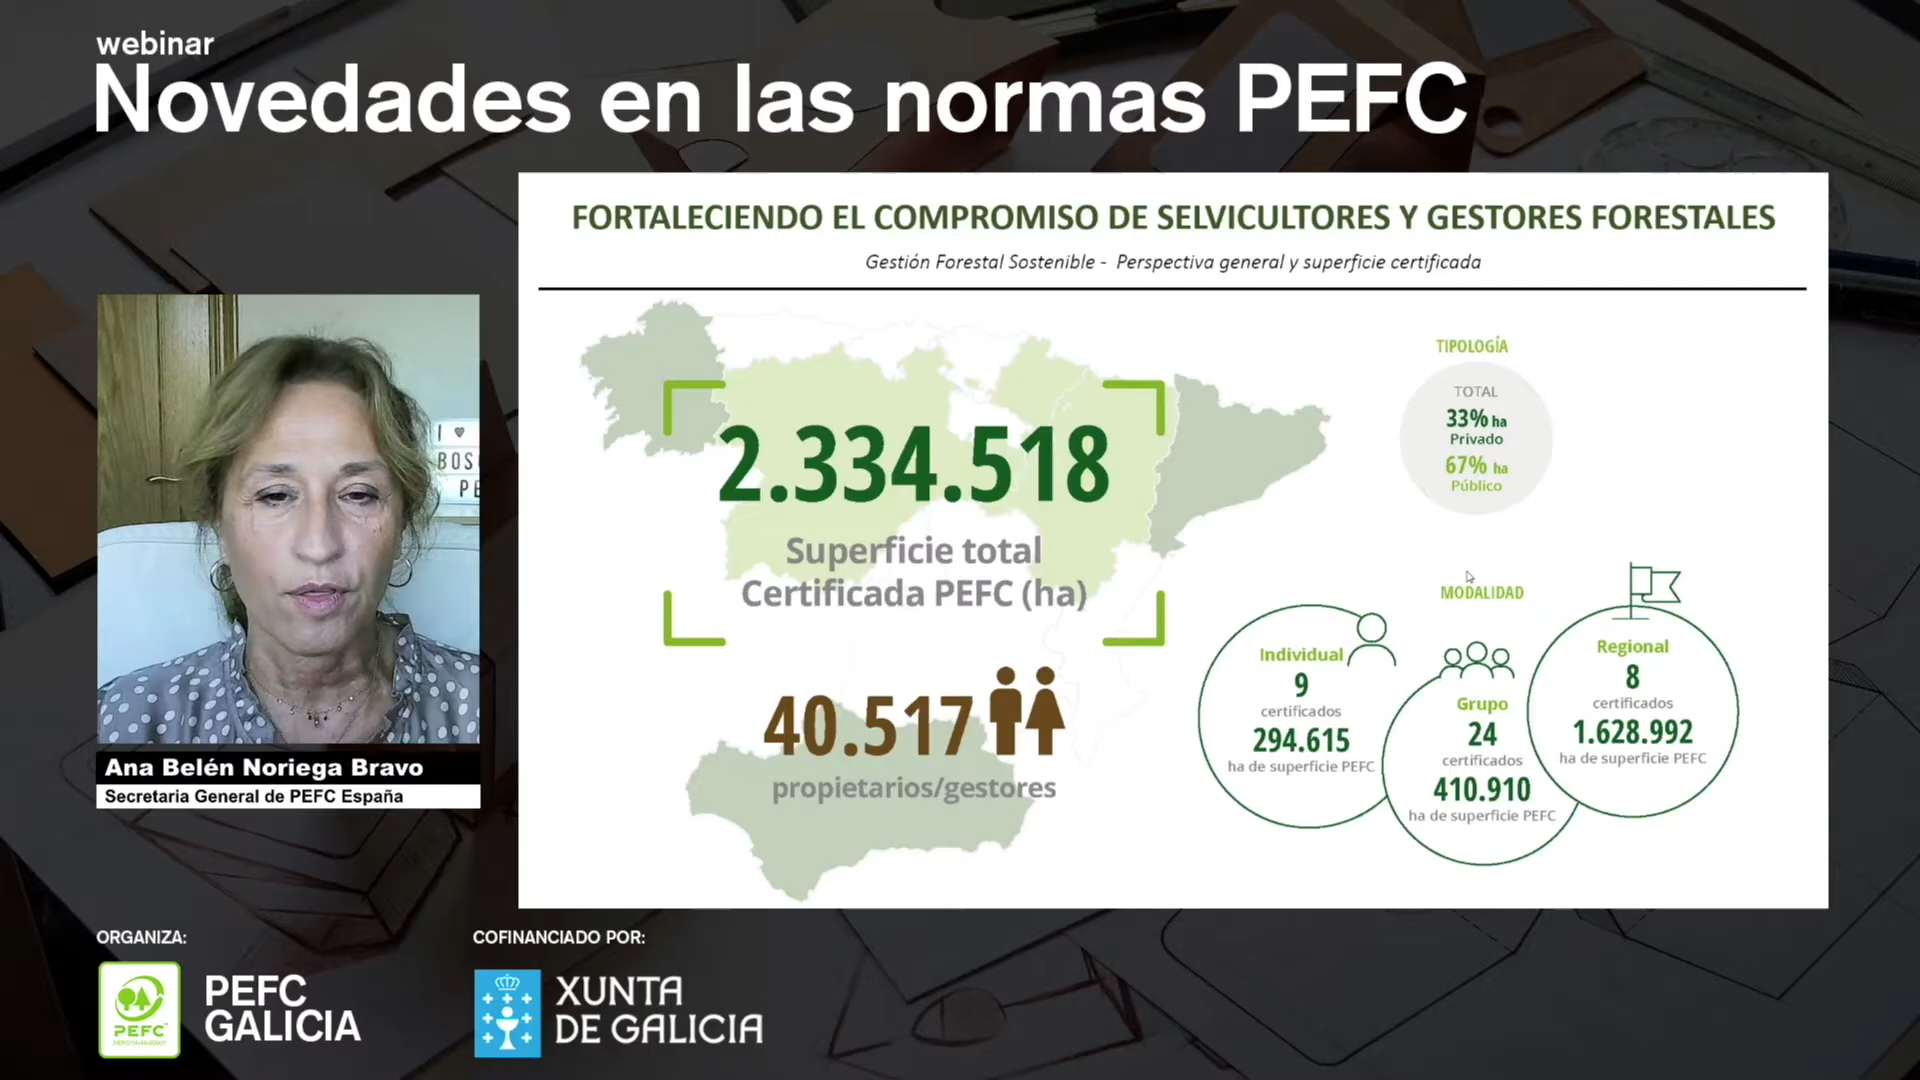 webinar
Novedades en las normas PEFC
FORTALECIENDO EL COMPROMISO DE SELVICULTORES Y GESTORES FORESTALES
Gestión Forestal Sostenible - Perspectiva general y superficie certificada
2.334.518
Superficie total
Certificada PEFC (ha)
40.517
propietarios/gestores
TIPOLOGÍA
TOTAL
33% ha
Privado
67% ha
Público
MODALIDAD
Individual
9
certificados
294.615
ha de superficie PEFC
Grupo
24
certificados
410.910
ha de superficie PEFC
Regional
8
certificados
1.628.992
ha de superficie PEFC
I ♥
BOS
PE
Ana Belén Noriega Bravo
Secretaria General de PEFC España
ORGANIZA:
PEFC
PEFC
GALICIA
COFINANCIADO POR:
XUNTA
DE GALICIA